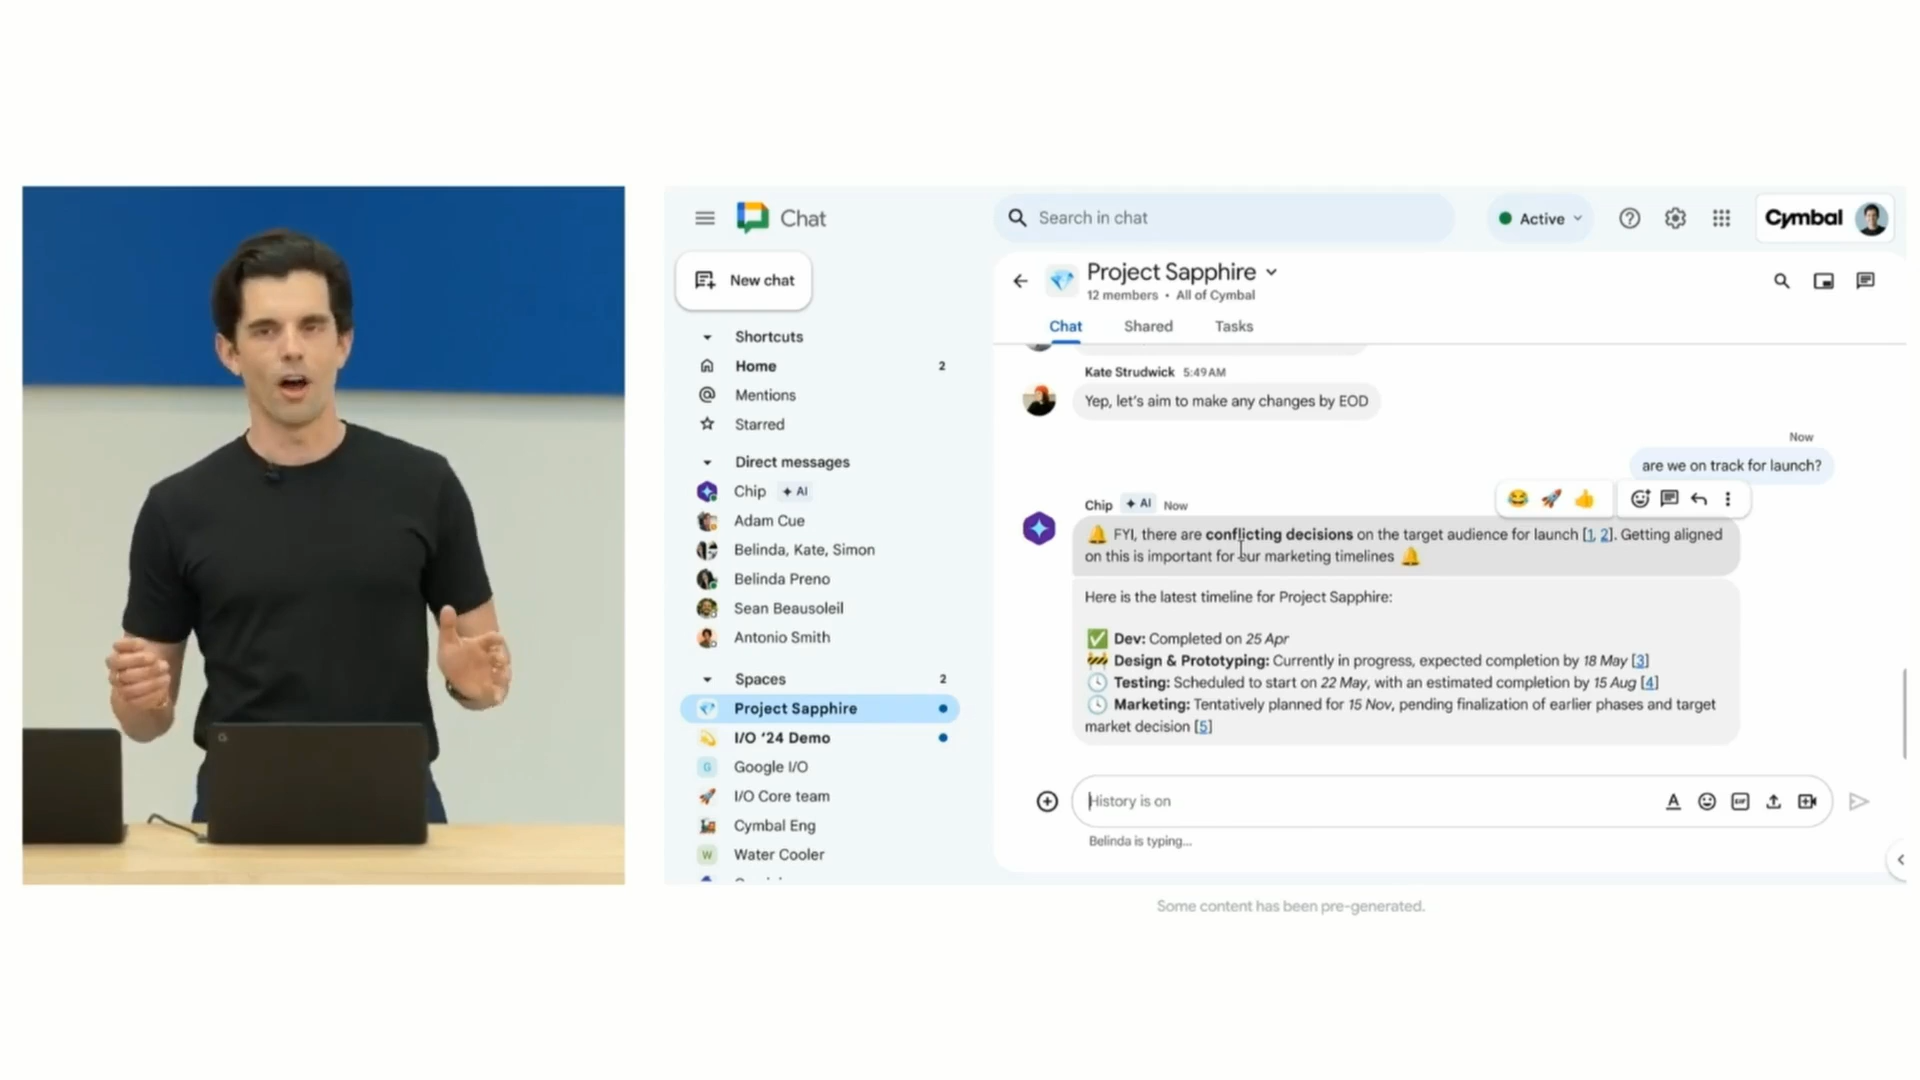 Chat
Search in chat
Active
Cymbal
New chat
Shortcuts
Home 2
Mentions
Starred
Direct messages
Chip AI
Adam Cue
Belinda, Kate, Simon
Belinda Preno
Sean Beausoleil
Antonio Smith
Spaces 2
Project Sapphire
I/O ‘24 Demo
G Google I/O
I/O Core team
Cymbal Eng
W Water Cooler
Project Sapphire
12 members • All of Cymbal
Chat Shared Tasks
Kate Strudwick 5:49 AM
Yep, let’s aim to make any changes by EOD
Now
are we on track for launch?
Chip AI Now
🔔 FYI, there are conflicting decisions on the target audience for launch [1, 2]. Getting aligned
on this is important for our marketing timelines 🔔
Here is the latest timeline for Project Sapphire:
✅ Dev: Completed on 25 Apr
🚧 Design & Prototyping: Currently in progress, expected completion by 18 May [3]
🕓 Testing: Scheduled to start on 22 May, with an estimated completion by 15 Aug [4]
🕓 Marketing: Tentatively planned for 15 Nov, pending finalization of earlier phases and target
market decision [5]
History is on
GIF
Belinda is typing...
Some content has been pre-generated.